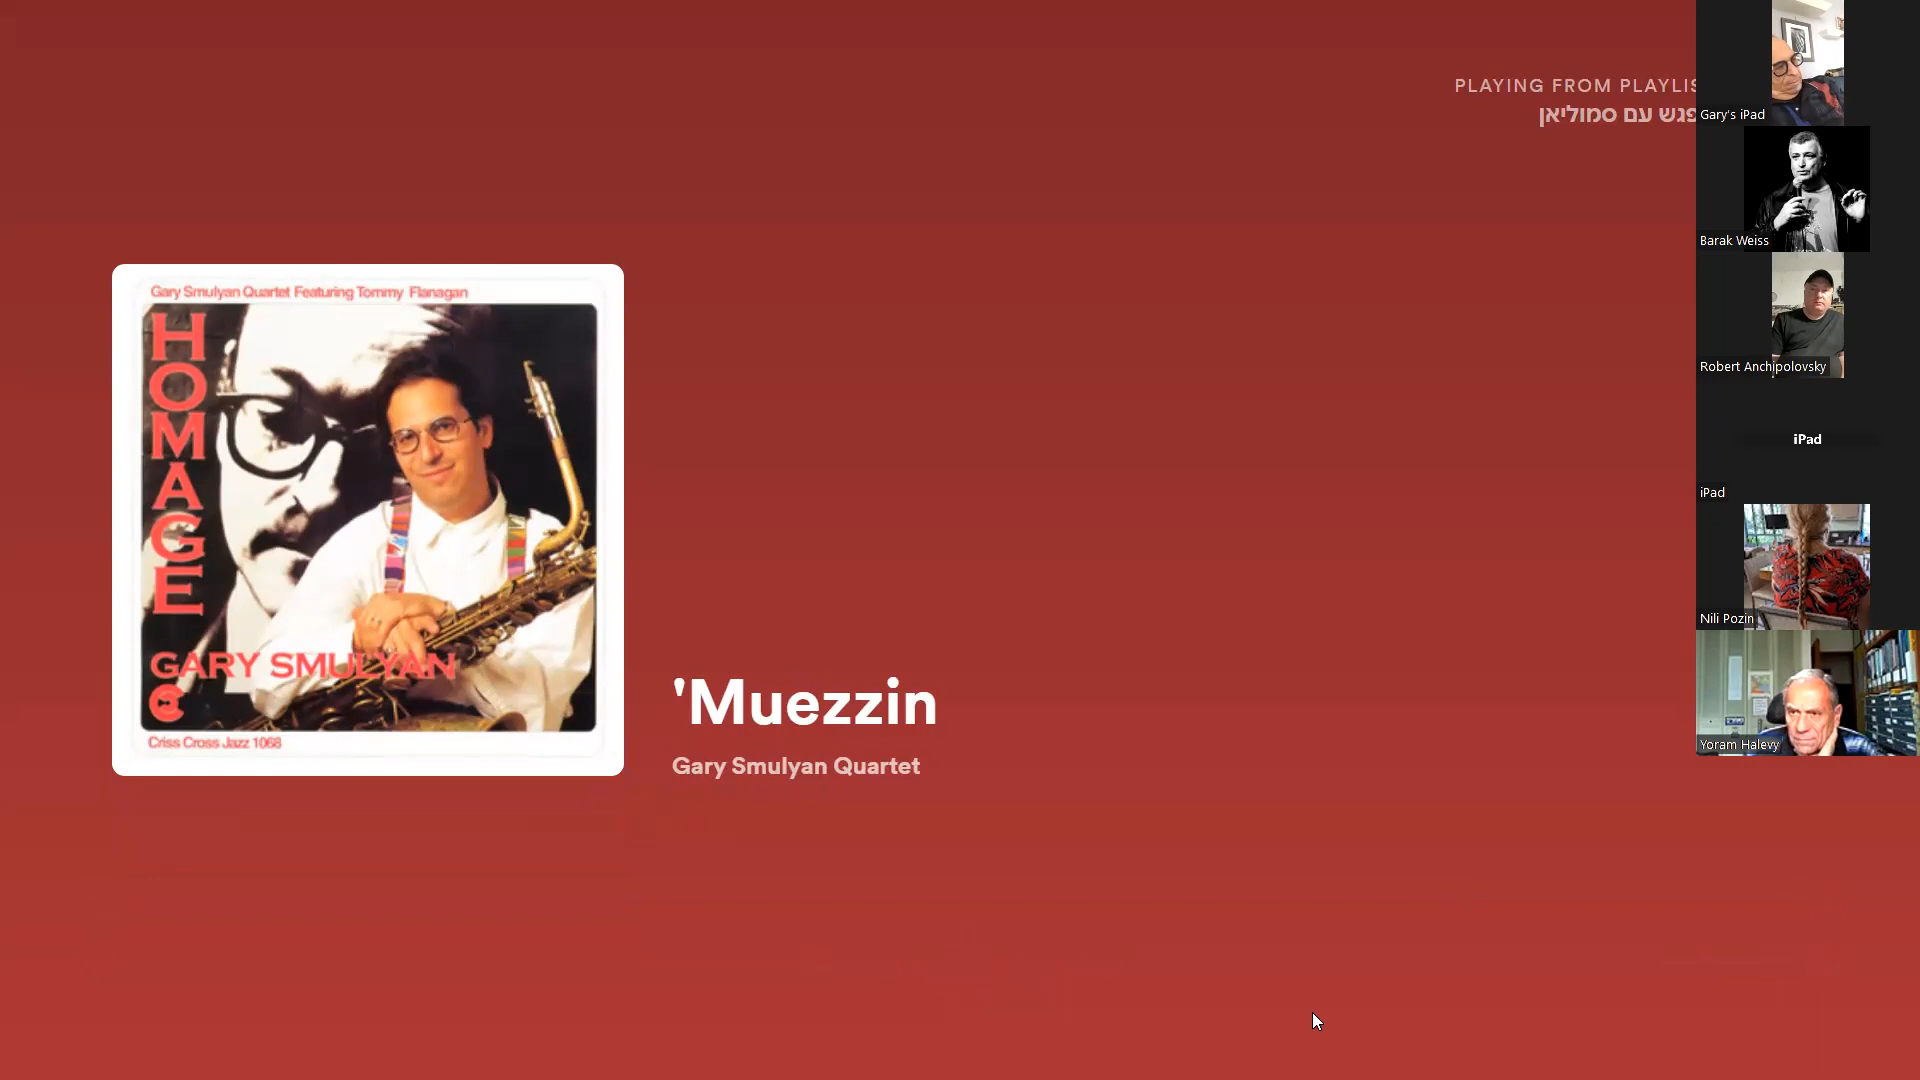 PLAYING FROM PLAYLIS
פגש עם סמוליאן
Gary Smulyan Quartet Featuring Tommy Flanagan
HOMAGE
GARY SMULYAN
Criss Cross Jazz 1068
'Muezzin
Gary Smulyan Quartet
Gary's iPad
Barak Weiss
Robert Anchipolovsky
iPad
iPad
Nili Pozin
Yoram Halevy